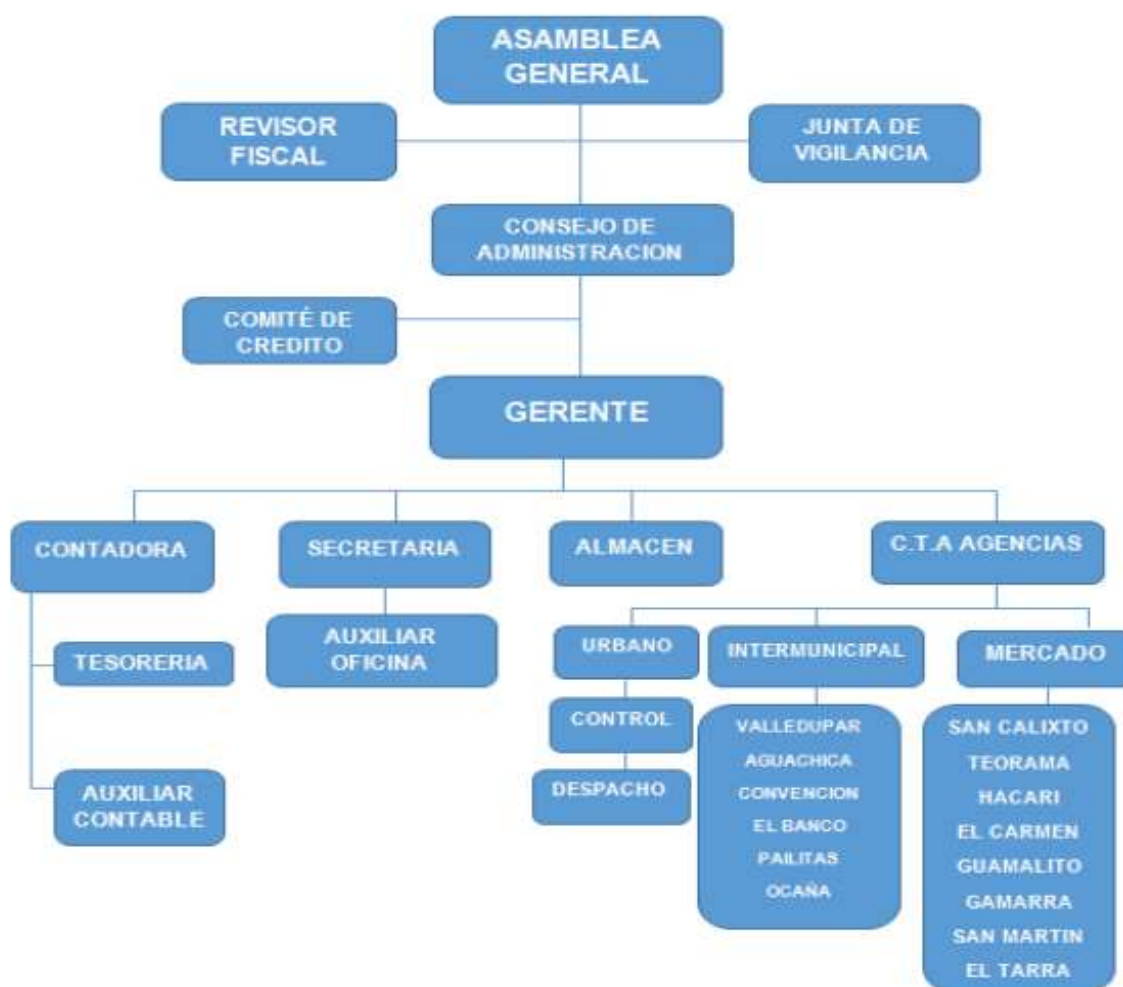 ASAMBLEA
GENERAL
REVISOR
FISCAL
JUNTA DE
VIGILANCIA
CONSEJO DE
ADMINISTRACION
COMITÉ DE
CREDITO
GERENTE
CONTADORA
SECRETARIA
ALMACEN
C.T.A AGENCIAS
TESORERIA
AUXILIAR
CONTABLE
AUXILIAR
OFICINA
URBANO
CONTROL
DESPACHO
INTERMUNICIPAL
VALLEDUPAR
AGUACHICA
CONVENCION
EL BANCO
PAILITAS
OCAÑA
MERCADO
SAN CALIXTO
TEORAMA
HACARI
EL CARMEN
GUAMALITO
GAMARRA
SAN MARTIN
EL TARRA